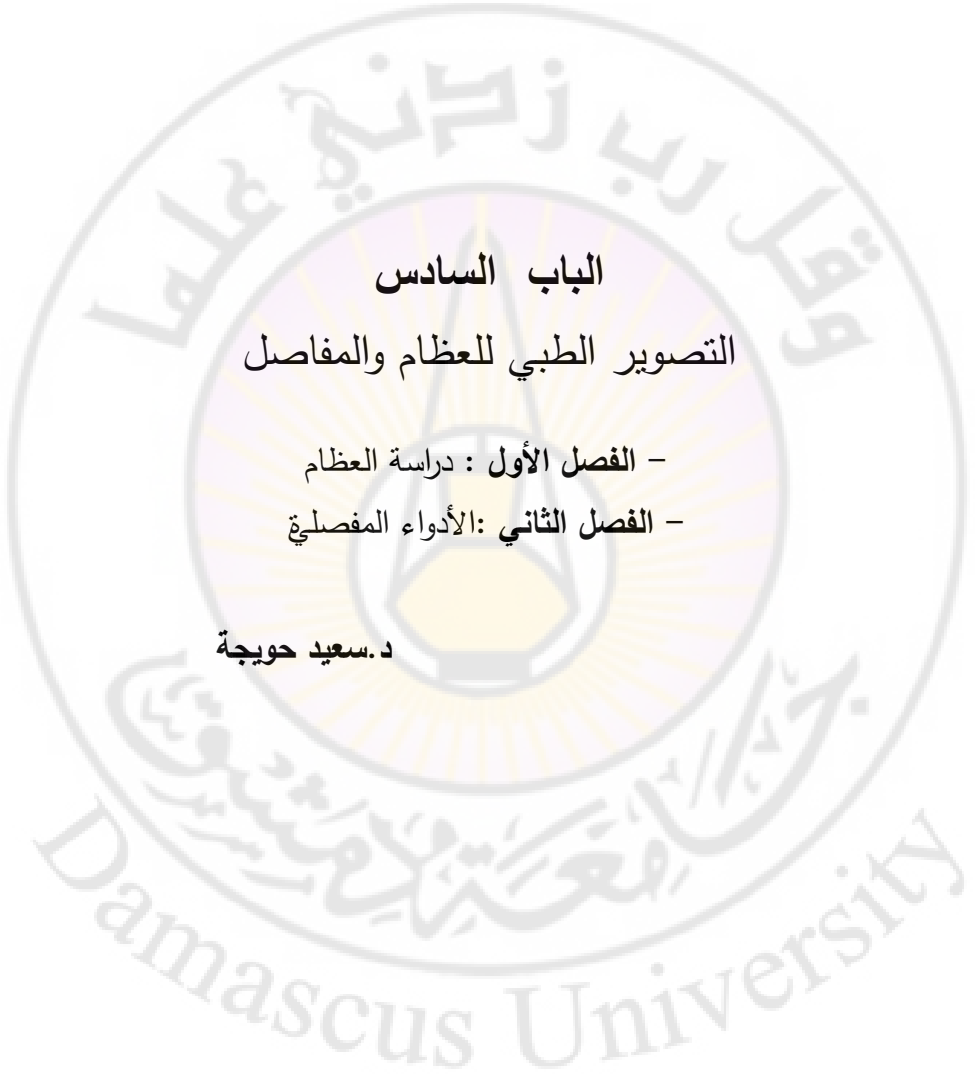 وقل رب زدني علما
الباب السادس
التصوير الطبي للعظام والمفاصل
- الفصل الأول : دراسة العظام
- الفصل الثاني :الأدواء المفصلية
د.سعيد حويجة
جامعة دمشق
Damascus University